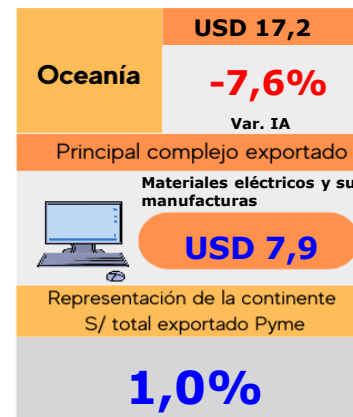 USD 17,2
Oceanía
-7,6%
Var. IA
Principal complejo exportado
Materiales eléctricos y su
manufacturas
USD 7,9
Representación de la continente
S/ total exportado Pyme
1,0%